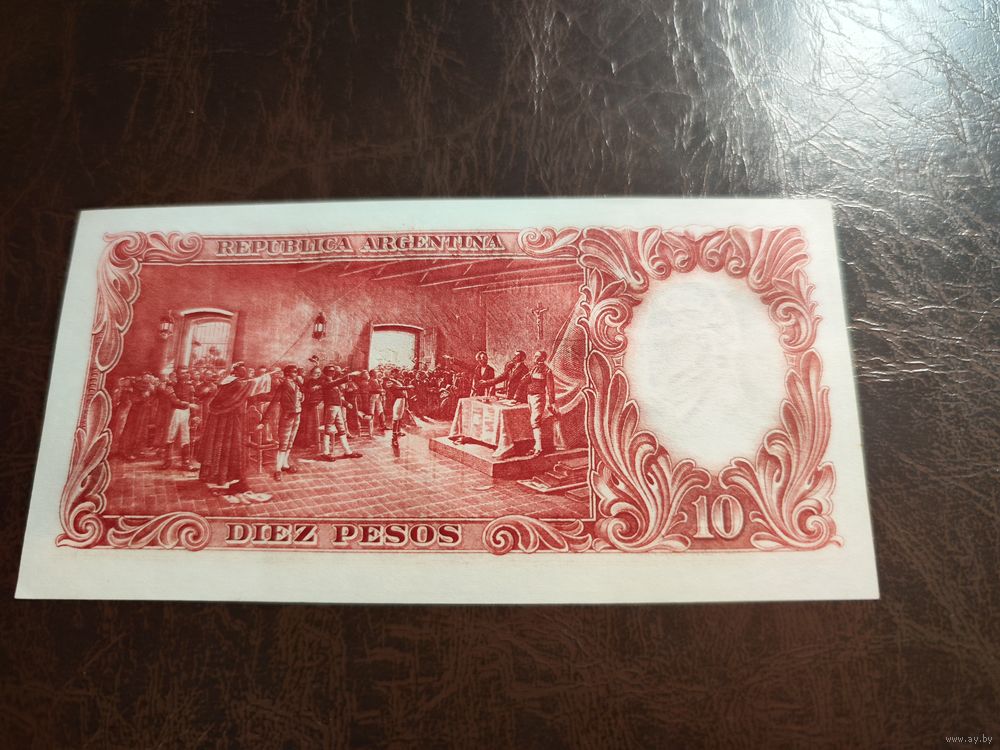 REPUBLICA ARGENTINA
DIEZ PESOS
10
www.ay.by